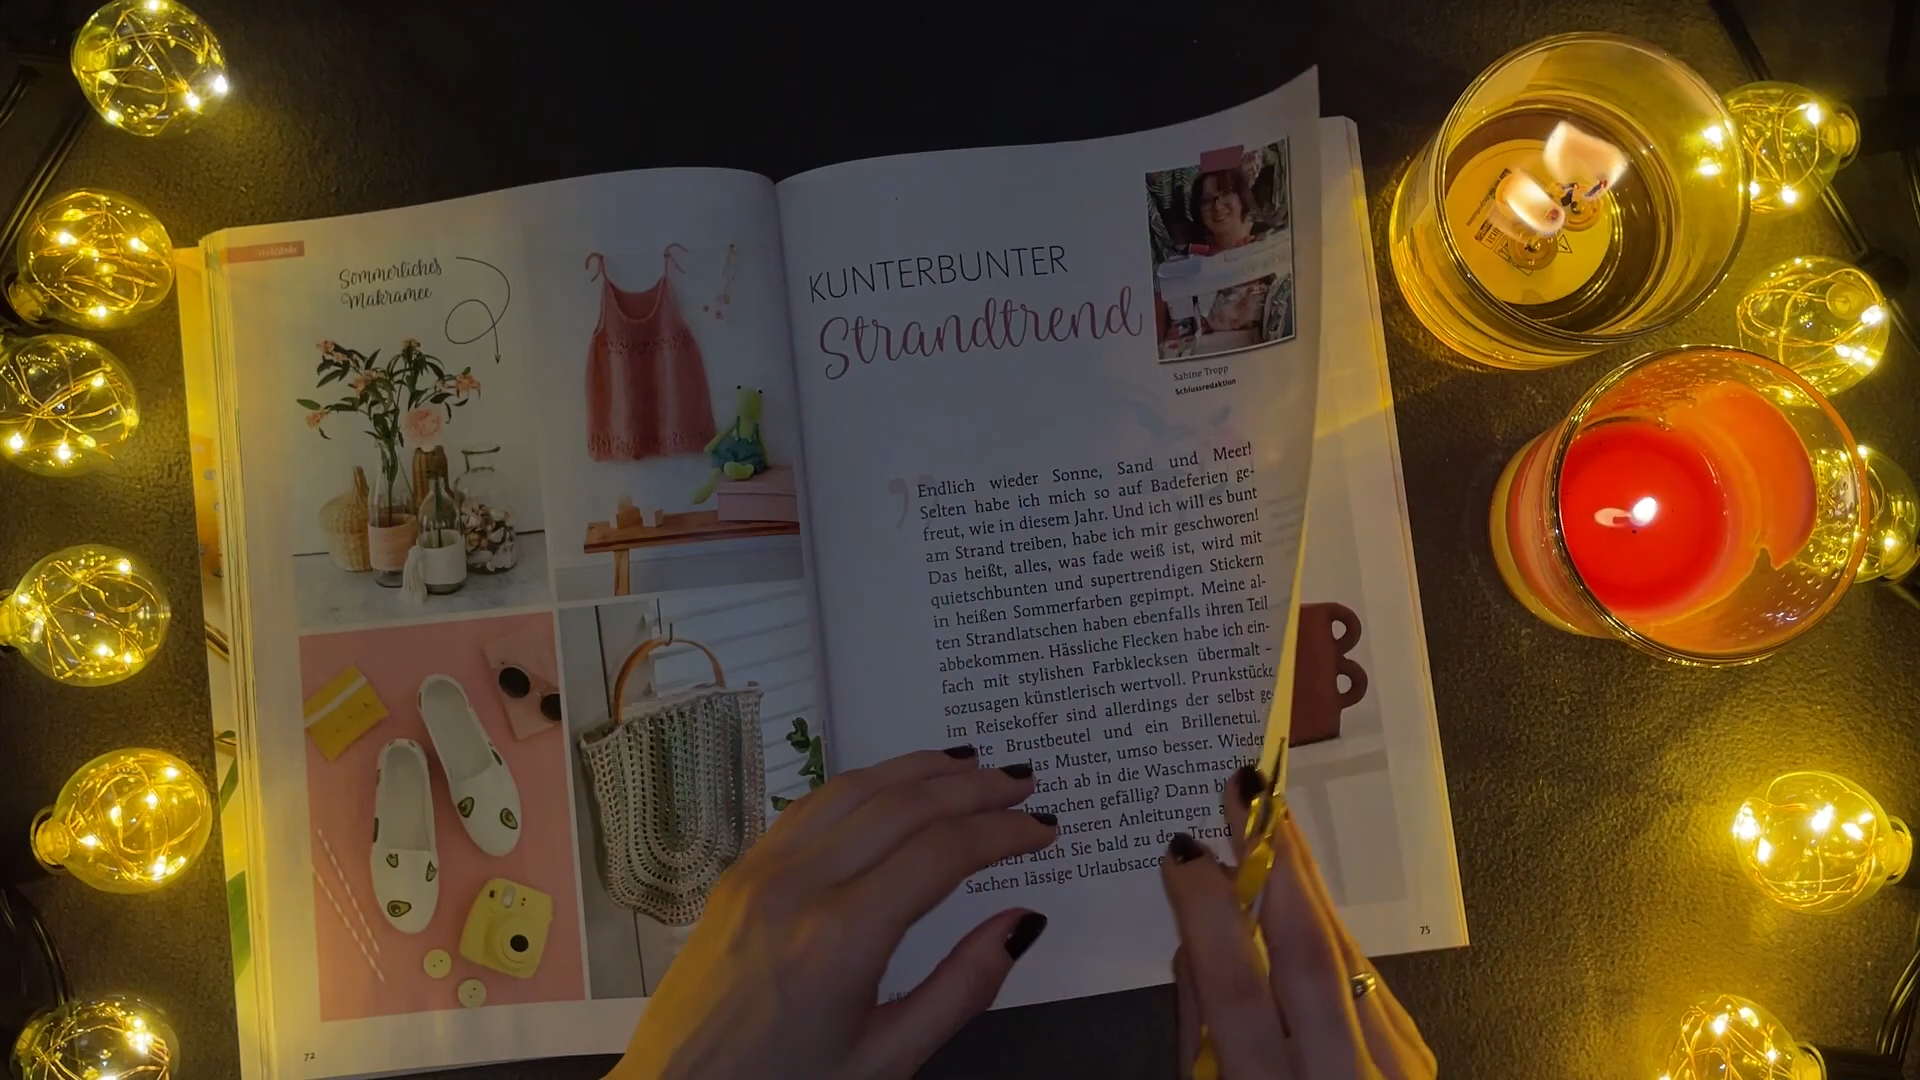 Sommerliches
Makramee
72
KUNTERBUNTER
Strandtrend
Sabine Tropp
Schlussredaktion
Endlich wieder Sonne, Sand und Meer!
Selten habe ich mich so auf Badeferien ge-
freut, wie in diesem Jahr. Und ich will es bunt
am Strand treiben, habe ich mir geschworen!
Das heißt, alles, was fade weiß ist, wird mit
quietschbunten und supertrendigen Stickern
in heißen Sommerfarben gepimpt. Meine al-
ten Strandlatschen haben ebenfalls ihren Teil
abbekommen. Hässliche Flecken habe ich ein-
fach mit stylishen Farbklecksen übermalt –
sozusagen künstlerisch wertvoll. Prunkstücke
im Reisekoffer sind allerdings der selbst ge-
Brustbeutel und ein Brillenetui.
das Muster, umso besser. Wieder
ab in die Waschmaschine
gefällig? Dann
unseren Anleitungen
auch Sie bald zu den Trend
Sachen lässige
75